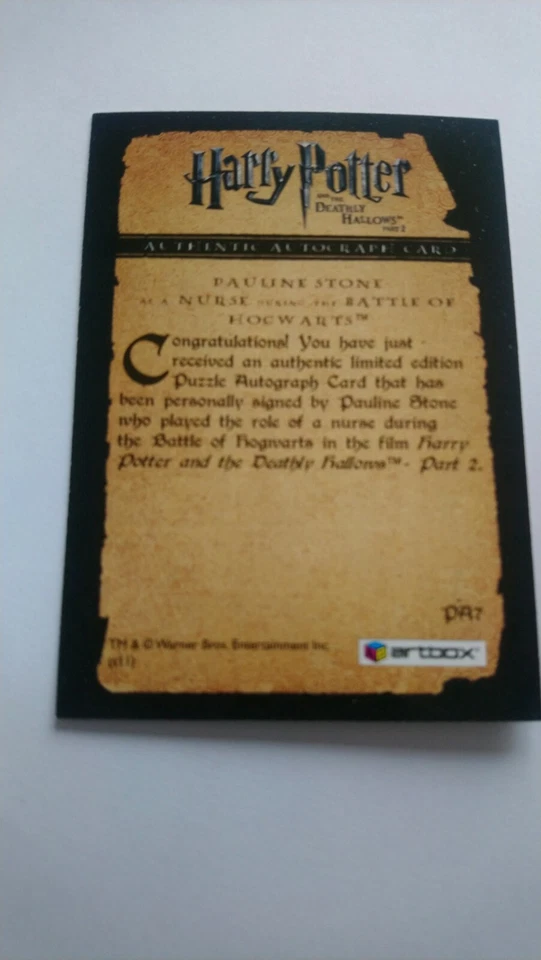 Harry Potter
AND THE
DEATHLY
HALLOWS™
PART 2
AUTHENTIC AUTOGRAPH CARD
PAULINE STONE
AS A NURSE DURING THE BATTLE OF
HOGWARTS™
Congratulations! You have just
received an authentic limited edition
Puzzle Autograph Card that has
been personally signed by Pauline Stone
who played the role of a nurse during
the Battle of Hogwarts in the film Harry
Potter and the Deathly Hallows™- Part 2.
PA7
TM & © Warner Bros. Entertainment Inc.
(s11)
artbox